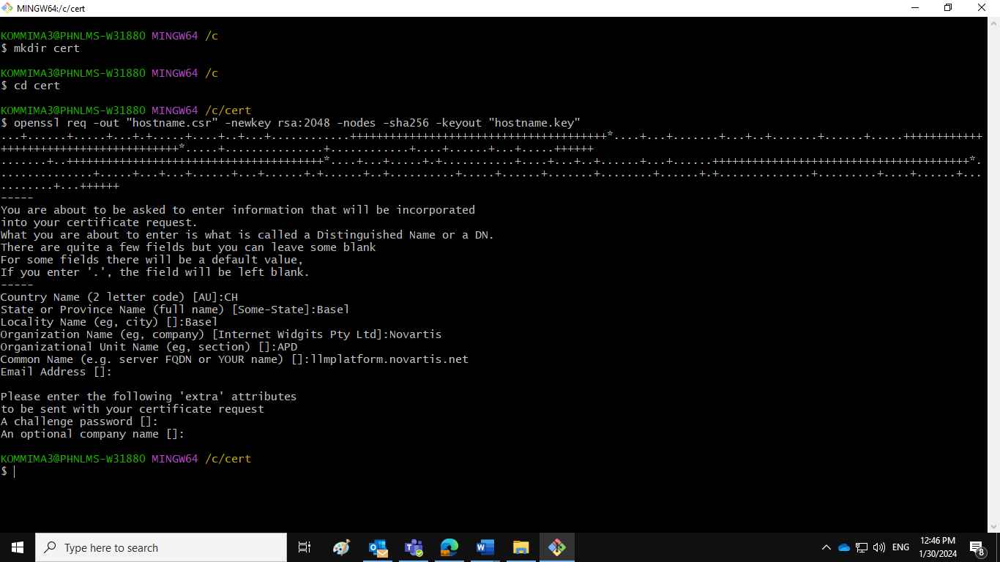 MINGW64:/c/cert
KOMMIMA3@PHNLMS-W31880 MINGW64 /c
$ mkdir cert
KOMMIMA3@PHNLMS-W31880 MINGW64 /c
$ cd cert
KOMMIMA3@PHNLMS-W31880 MINGW64 /c/cert
$ openssl req -out "hostname.csr" -newkey rsa:2048 -nodes -sha256 -keyout "hostname.key"
-----
You are about to be asked to enter information that will be incorporated
into your certificate request.
What you are about to enter is what is called a Distinguished Name or a DN.
There are quite a few fields but you can leave some blank
For some fields there will be a default value,
If you enter '.', the field will be left blank.
-----
Country Name (2 letter code) [AU]:CH
State or Province Name (full name) [Some-State]:Basel
Locality Name (eg, city) []:Basel
Organization Name (eg, company) [Internet Widgits Pty Ltd]:Novartis
Organizational Unit Name (eg, section) []:APD
Common Name (e.g. server FQDN or YOUR name) []:llmplatform.novartis.net
Email Address []:
Please enter the following 'extra' attributes
to be sent with your certificate request
A challenge password []:
An optional company name []:
KOMMIMA3@PHNLMS-W31880 MINGW64 /c/cert
$
Type here to search
ENG
12:46 PM
1/30/2024
8